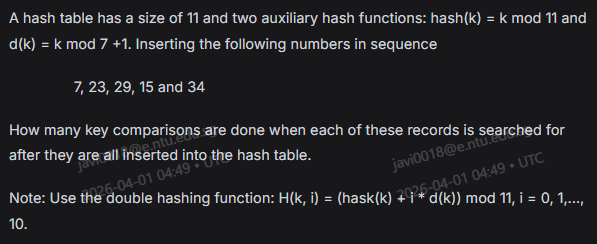 A hash table has a size of 11 and two auxiliary hash functions: hash(k) = k mod 11 and
d(k) = k mod 7 +1. Inserting the following numbers in sequence
7, 23, 29, 15 and 34
How many key comparisons are done when each of these records is searched for
after they are all inserted into the hash table.
javi0018@e.ntu.edu
2026-04-01 04:49 • UTC
javi0018@e.ntu.edu
2026-04-01 04:49 • UTC
Note: Use the double hashing function: H(k, i) = (hask(k) + i * d(k)) mod 11, i = 0, 1,...,
10.